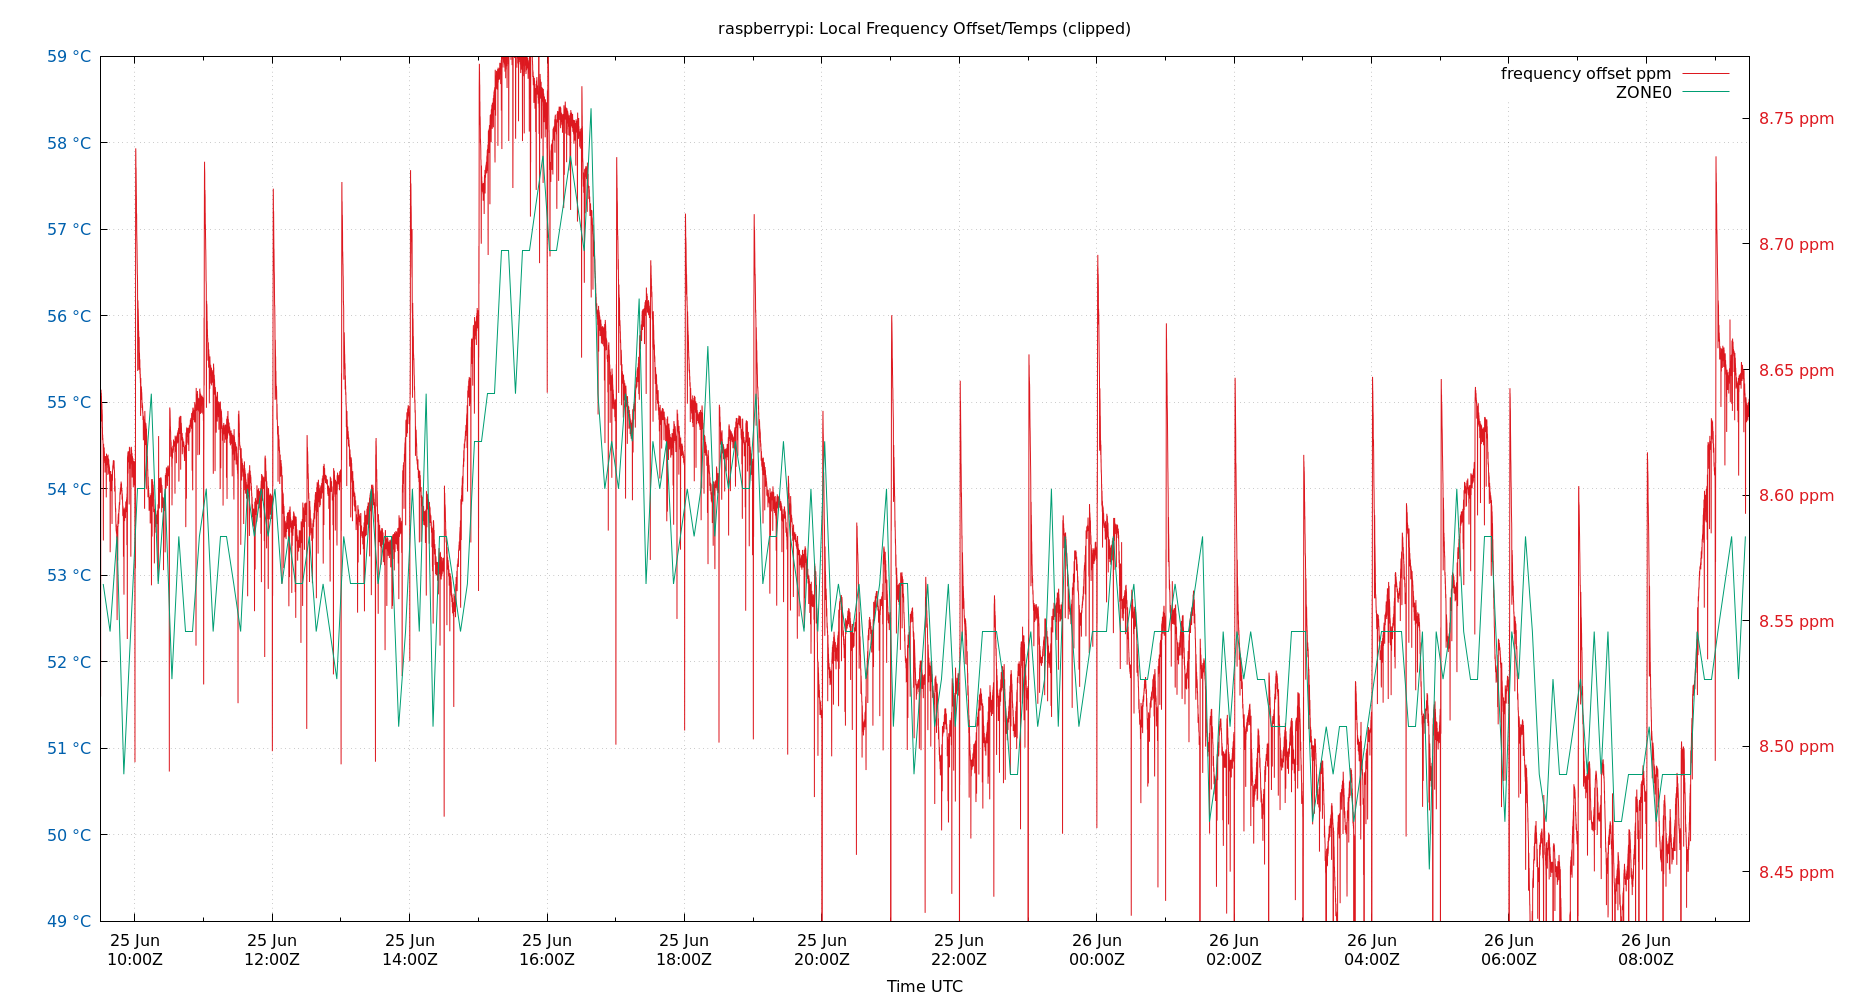 raspberrypi: Local Frequency Offset/Temps (clipped)
frequency offset ppm
ZONE0
59 °C
58 °C
57 °C
56 °C
55 °C
54 °C
53 °C
52 °C
51 °C
50 °C
49 °C
8.75 ppm
8.70 ppm
8.65 ppm
8.60 ppm
8.55 ppm
8.50 ppm
8.45 ppm
25 Jun
10:00Z
25 Jun
12:00Z
25 Jun
14:00Z
25 Jun
16:00Z
25 Jun
18:00Z
25 Jun
20:00Z
25 Jun
22:00Z
26 Jun
00:00Z
26 Jun
02:00Z
26 Jun
04:00Z
26 Jun
06:00Z
26 Jun
08:00Z
Time UTC